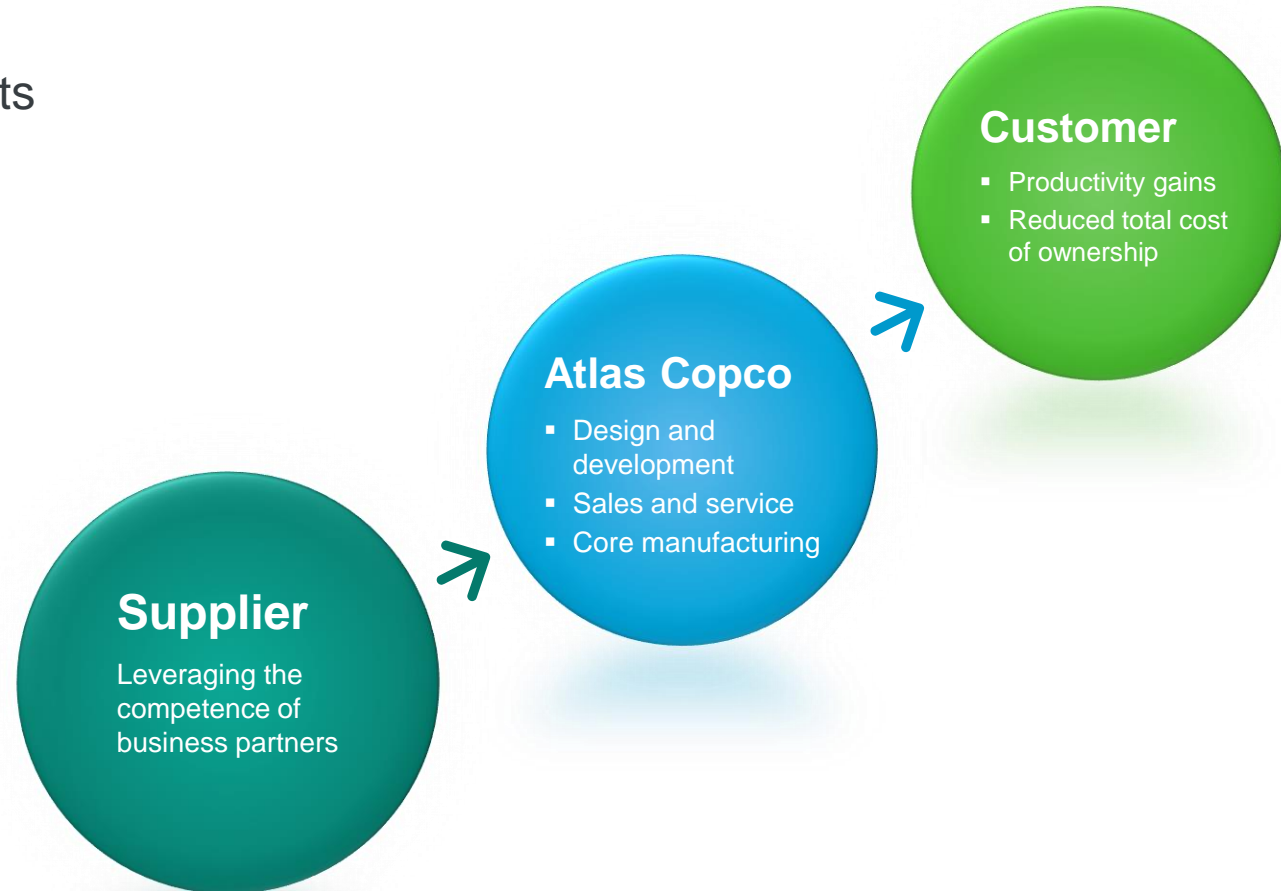 ts
Customer
▪ Productivity gains
▪ Reduced total cost
of ownership
Atlas Copco
▪ Design and
development
▪ Sales and service
▪ Core manufacturing
Supplier
Leveraging the
competence of
business partners